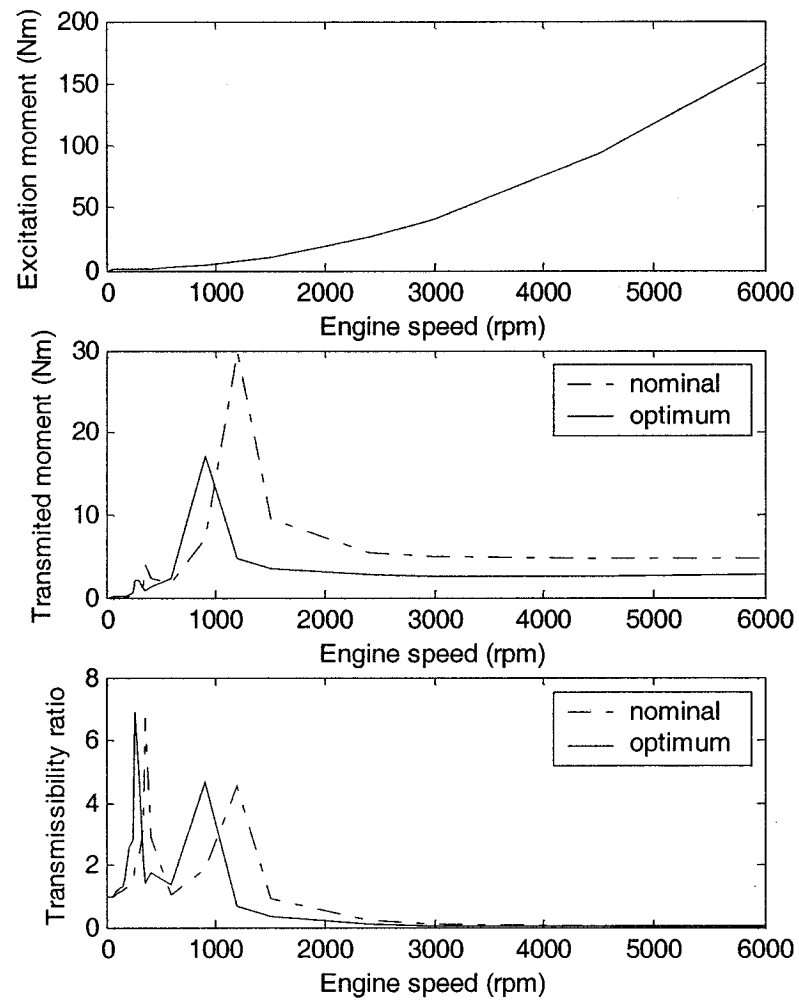 Excitation moment (Nm)
200
150
100
50
0
0 1000 2000 3000 4000 5000 6000
Engine speed (rpm)
Transmited moment (Nm)
30
20
10
0
nominal
optimum
0 1000 2000 3000 4000 5000 6000
Engine speed (rpm)
Transmissibility ratio
8
6
4
2
0
nominal
optimum
0 1000 2000 3000 4000 5000 6000
Engine speed (rpm)